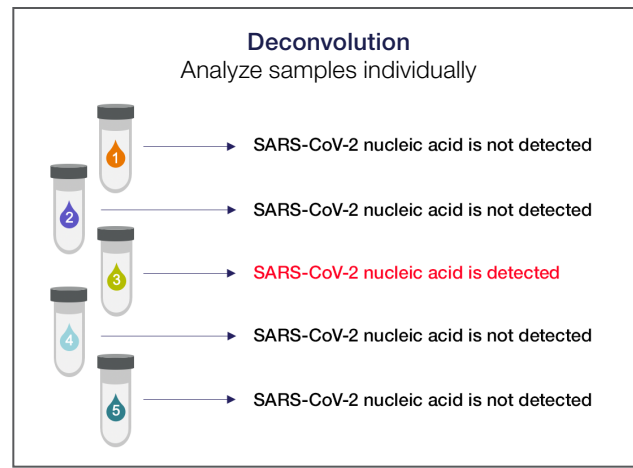 Deconvolution
Analyze samples individually
1
SARS-CoV-2 nucleic acid is not detected
2
SARS-CoV-2 nucleic acid is not detected
3
SARS-CoV-2 nucleic acid is detected
4
SARS-CoV-2 nucleic acid is not detected
5
SARS-CoV-2 nucleic acid is not detected